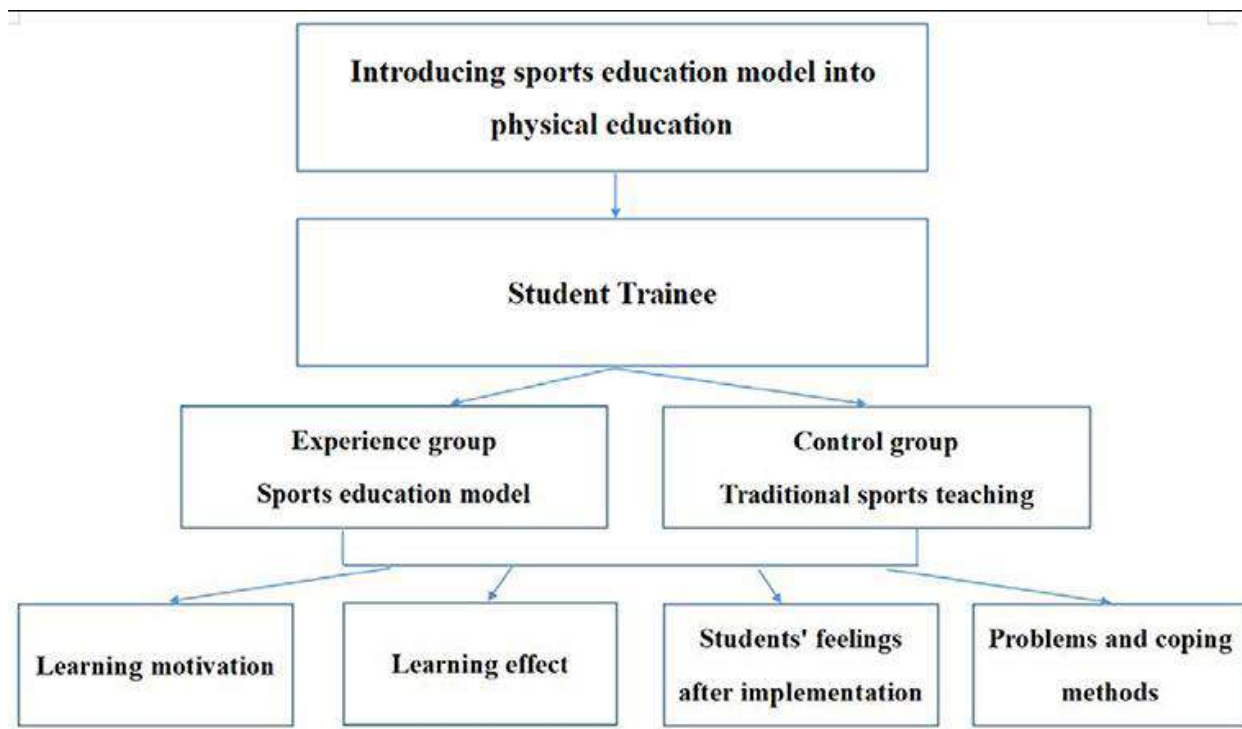 Introducing sports education model into
physical education
Student Trainee
Experience group
Sports education model
Control group
Traditional sports teaching
Learning motivation
Learning effect
Students' feelings
after implementation
Problems and coping
methods